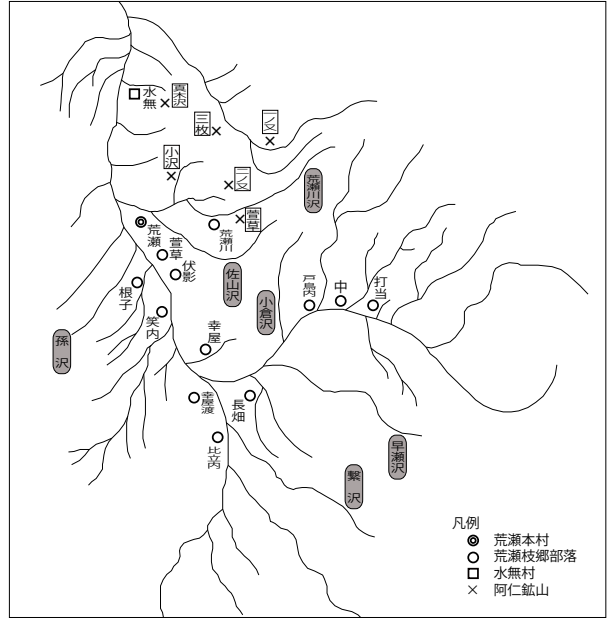 水無
真木沢
三枚
一ノ又
小沢
二ノ又
萱草
荒瀬川沢
荒瀬
荒瀬川
萱草
伏影
佐山沢
小倉沢
戸鳥内
中
打当
根子
笑内
孫沢
幸屋
幸屋渡
長畑
比立内
早瀬沢
繋沢
凡例
荒瀬本村
荒瀬枝郷部落
水無村
阿仁鉱山